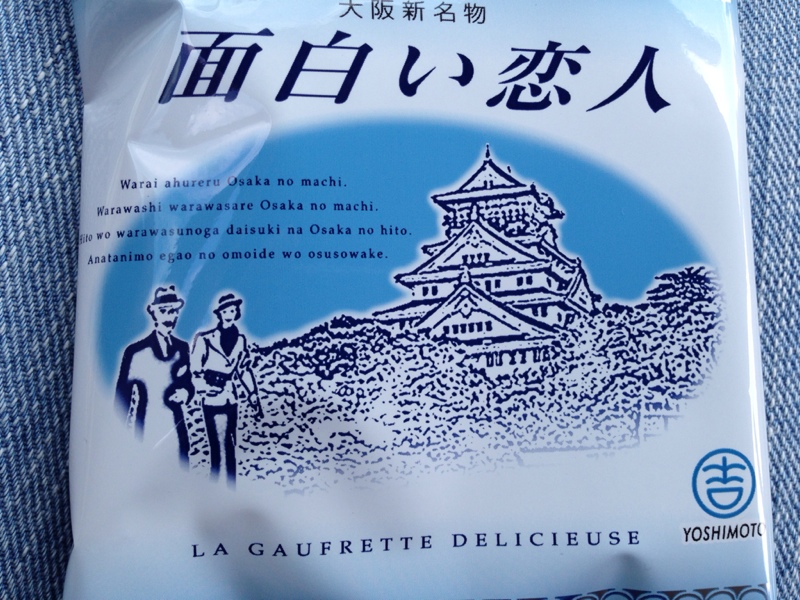 大阪新名物
面白い恋人
Warai ahureru Osaka no machi.
Warawashi warawasare Osaka no machi.
Hito wo warawasunoga daisuki na Osaka no hito.
Anatanimo egao no omoide wo osusowake.
吉
YOSHIMOTO
LA GAUFRETTE DELICIEUSE